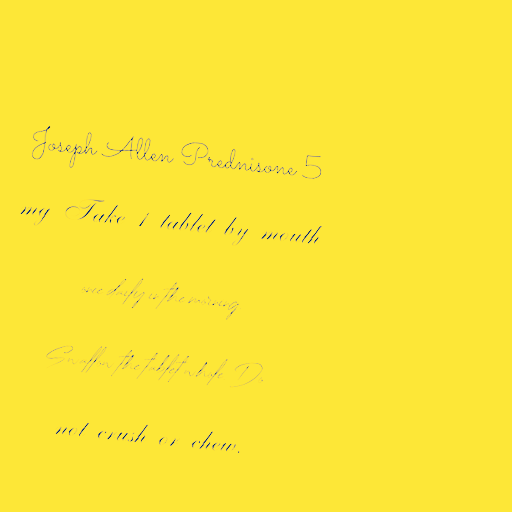 Joseph Allen Prednisone 5
mg Take 1 tablet by mouth
once daily in the morning
Swallow the tablet whole Do
not crush or chew.